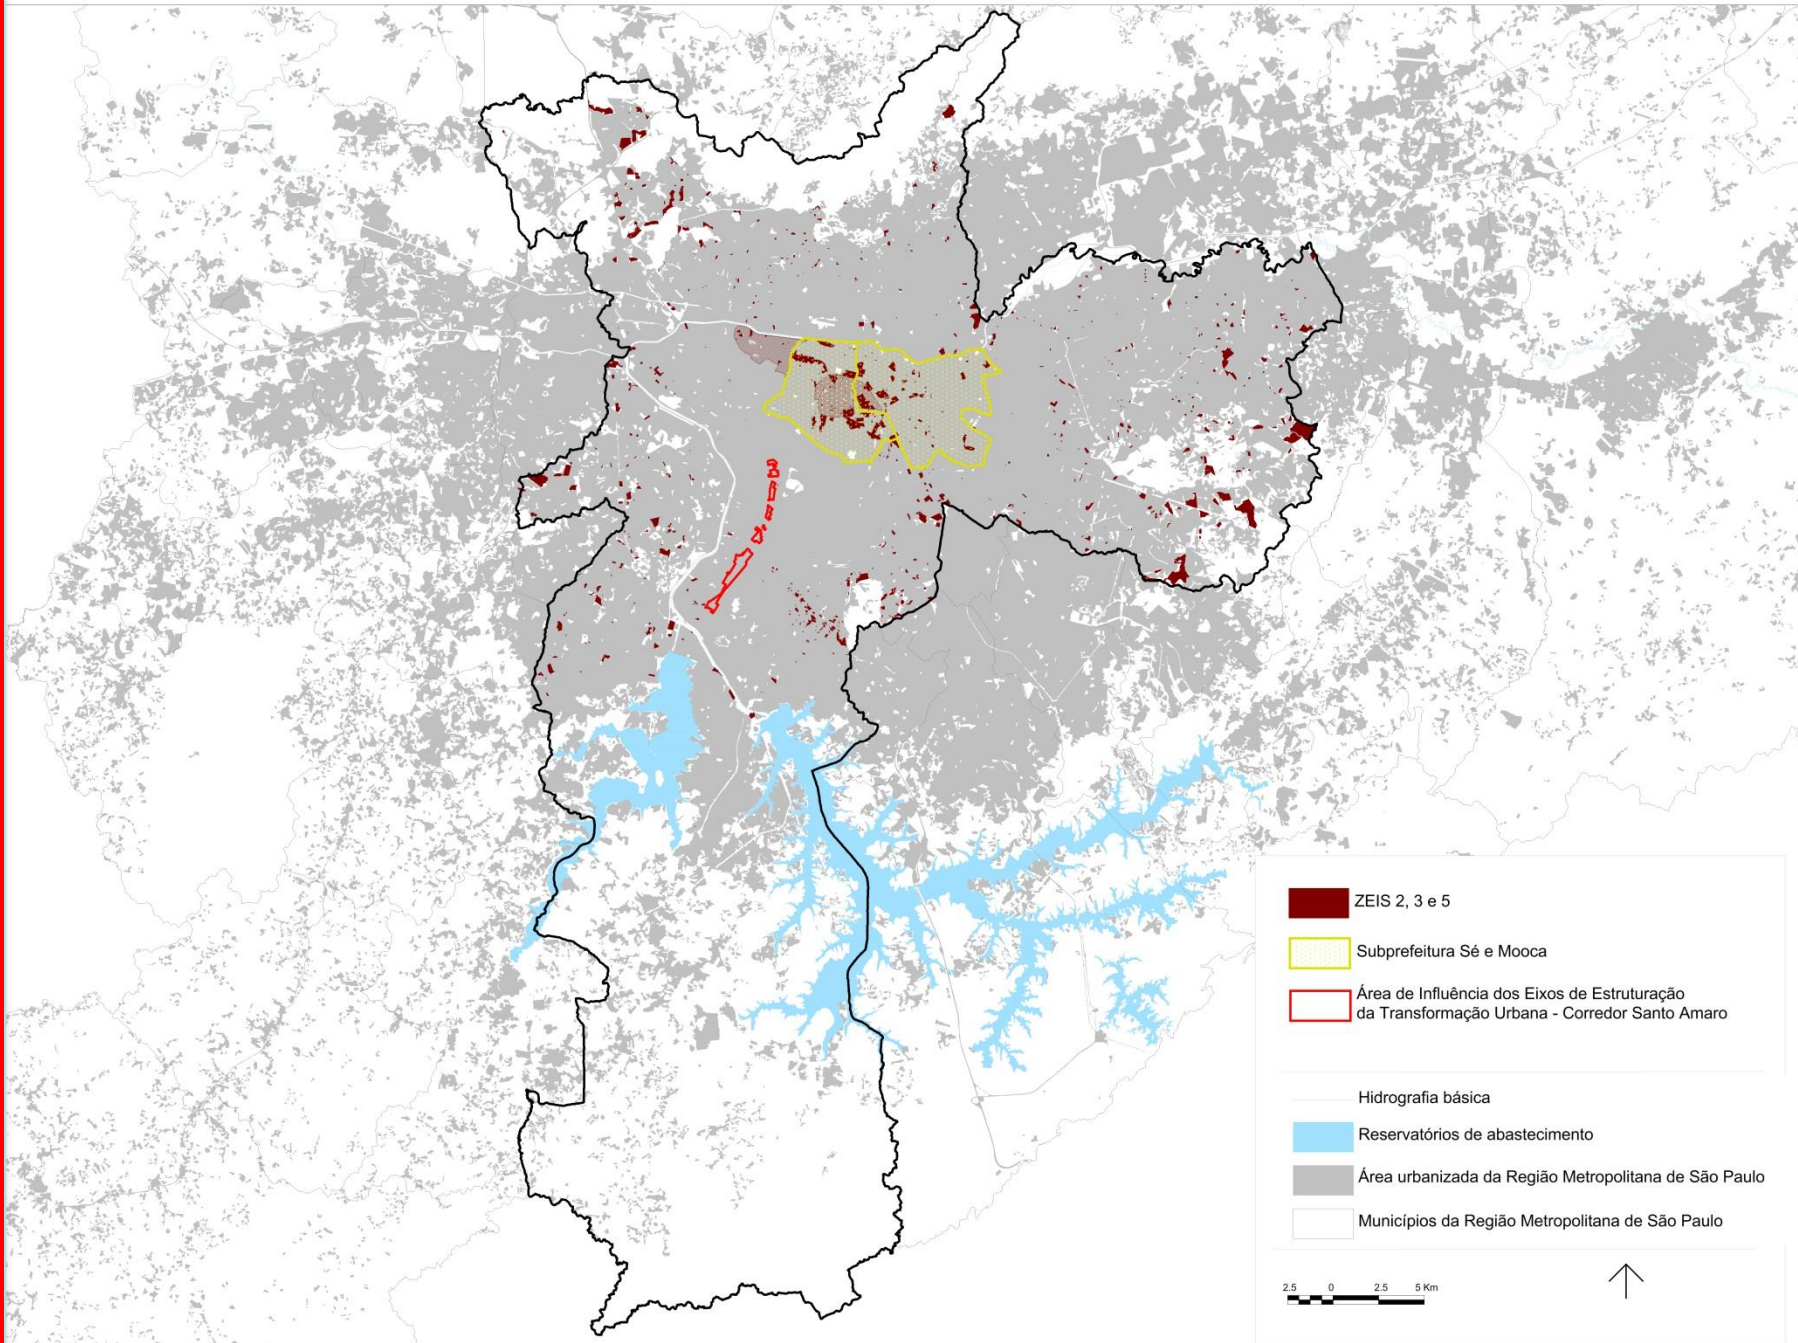 ZEIS 2, 3 e 5
Subprefeitura Sé e Mooca
Área de Influência dos Eixos de Estruturação
da Transformação Urbana - Corredor Santo Amaro
Hidrografia básica
Reservatórios de abastecimento
Área urbanizada da Região Metropolitana de São Paulo
Municípios da Região Metropolitana de São Paulo
2.5 0 2.5 5 Km